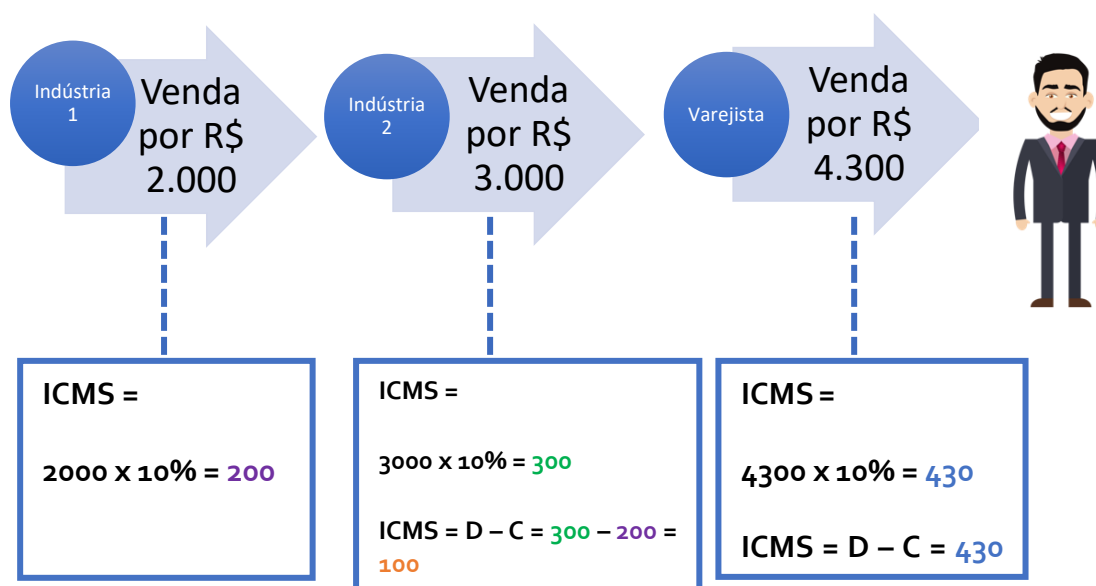 Indústria
1
Venda
por R$
2.000
Indústria
2
Venda
por R$
3.000
Varejista
Venda
por R$
4.300
ICMS =
2000 x 10% = 200
ICMS =
3000 x 10% = 300
ICMS = D – C = 300 – 200 =
100
ICMS =
4300 x 10% = 430
ICMS = D – C = 430